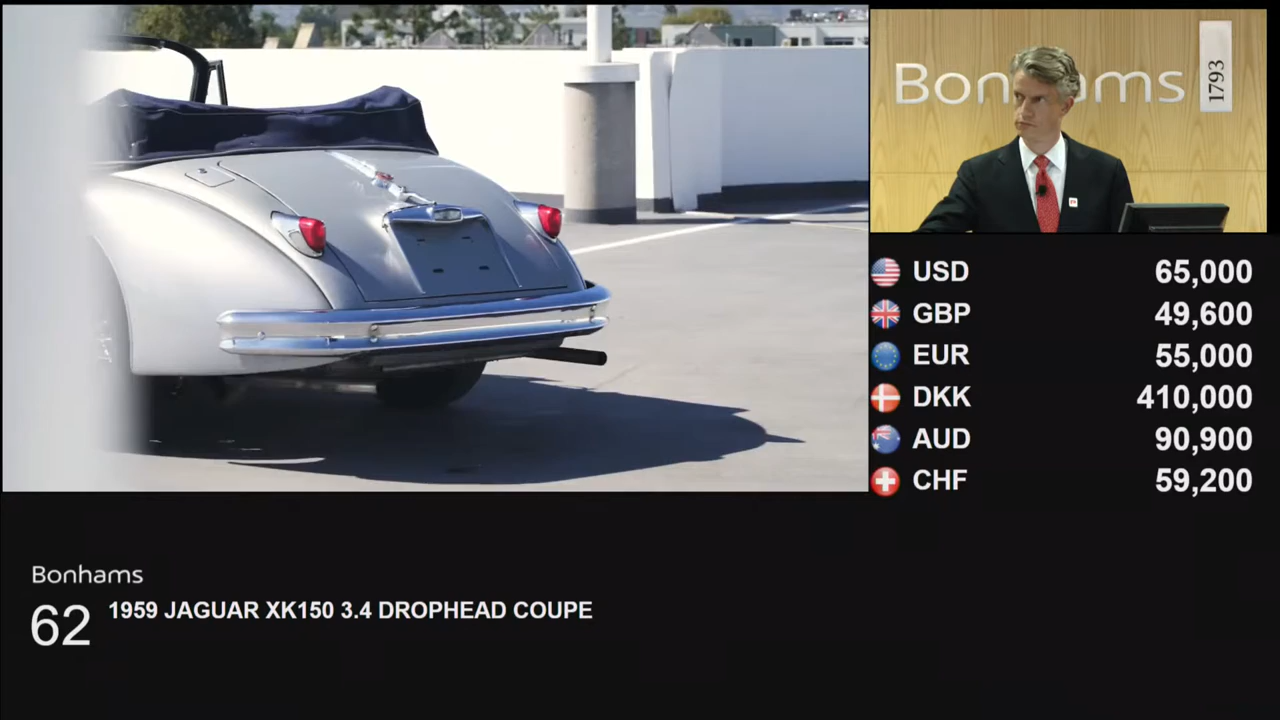 Bonhams
1793
USD 65,000
GBP 49,600
EUR 55,000
DKK 410,000
AUD 90,900
CHF 59,200
Bonhams
62 1959 JAGUAR XK150 3.4 DROPHEAD COUPE